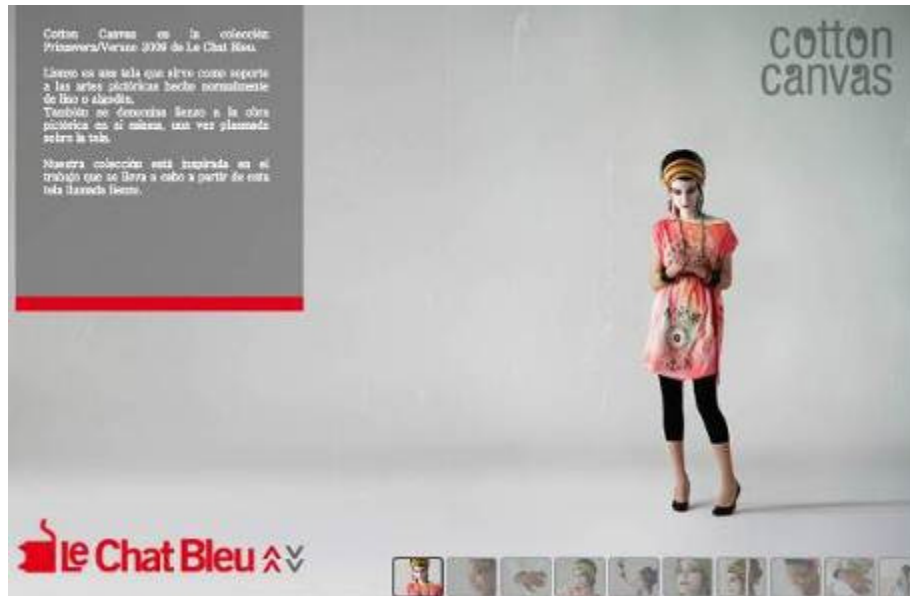 Cotton Canvas es la colección
Primavera/Verano 2009 de Le Chat Bleu.
Lienzo es una tela que sirve como soporte
a las artes pictóricas hecho normalmente
de lino o algodón.
También se denomina lienzo a la obra
pictórica en sí misma, una vez plasmada
sobre la tela.
Nuestra colección está inspirada en el
trabajo que se lleva a cabo a partir de esta
tela llamada lienzo.
cotton
canvas
Le Chat Bleu